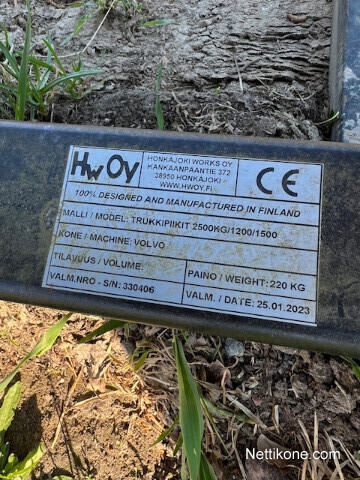 HW OY
HONKAJOKI WORKS OY
KANKAANPAANTIE 372
38950 HONKAJOKI
WWW.HWOY.FI
CE
100% DESIGNED AND MANUFACTURED IN FINLAND
MALLI / MODEL: TRUKKIPIIKIT 2500KG/1200/1500
KONE / MACHINE: VOLVO
TILAVUUS / VOLUME:
PAINO / WEIGHT: 220 KG
VALM.NRO - S/N: 330406
VALM. / DATE: 25.01.2023
Nettikone.com